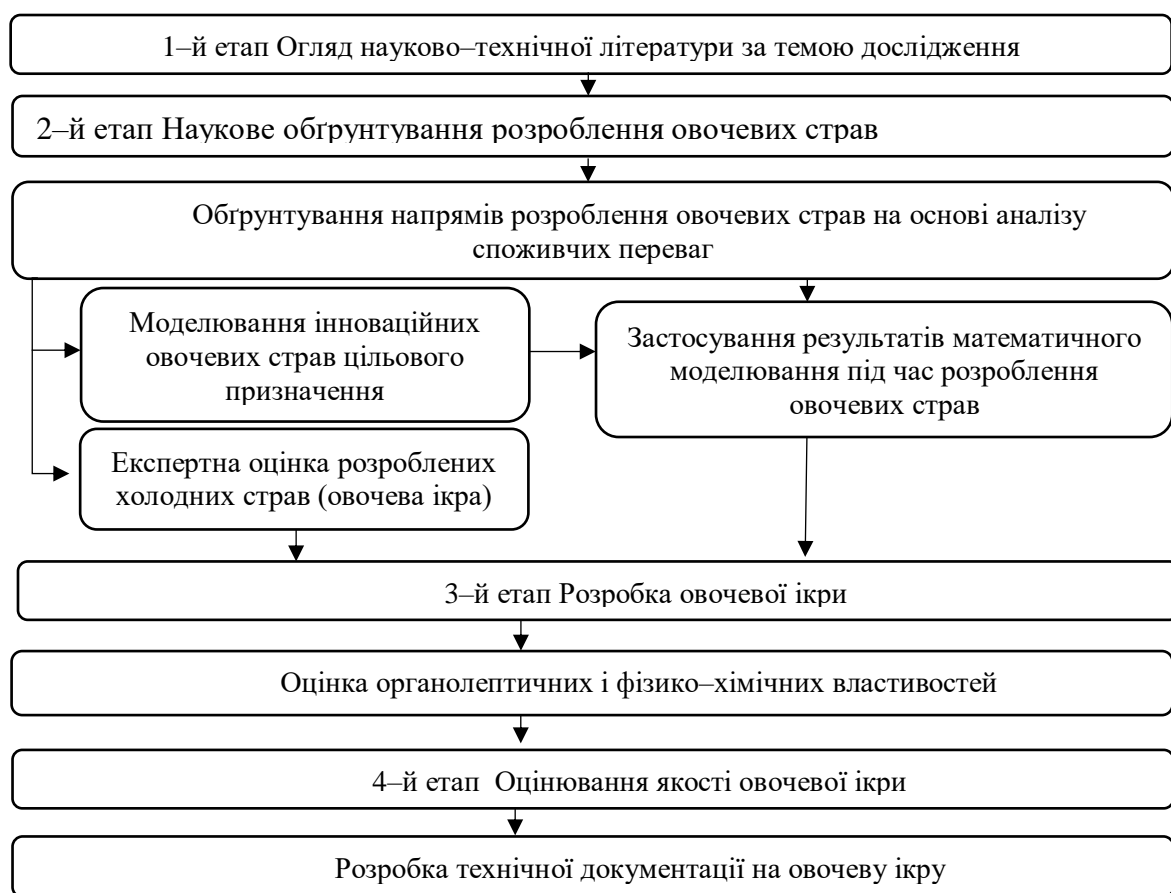 1–й етап Огляд науково–технічної літератури за темою дослідження
2–й етап Наукове обґрунтування розроблення овочевих страв
Обґрунтування напрямів розроблення овочевих страв на основі аналізу
споживчих переваг
Моделювання інноваційних
овочевих страв цільового
призначення
Застосування результатів математичного
моделювання під час розроблення
овочевих страв
Експертна оцінка розроблених
холодних страв (овочева ікра)
3–й етап Розробка овочевої ікри
Оцінка органолептичних і фізико–хімічних властивостей
4–й етап Оцінювання якості овочевої ікри
Розробка технічної документації на овочеву ікру